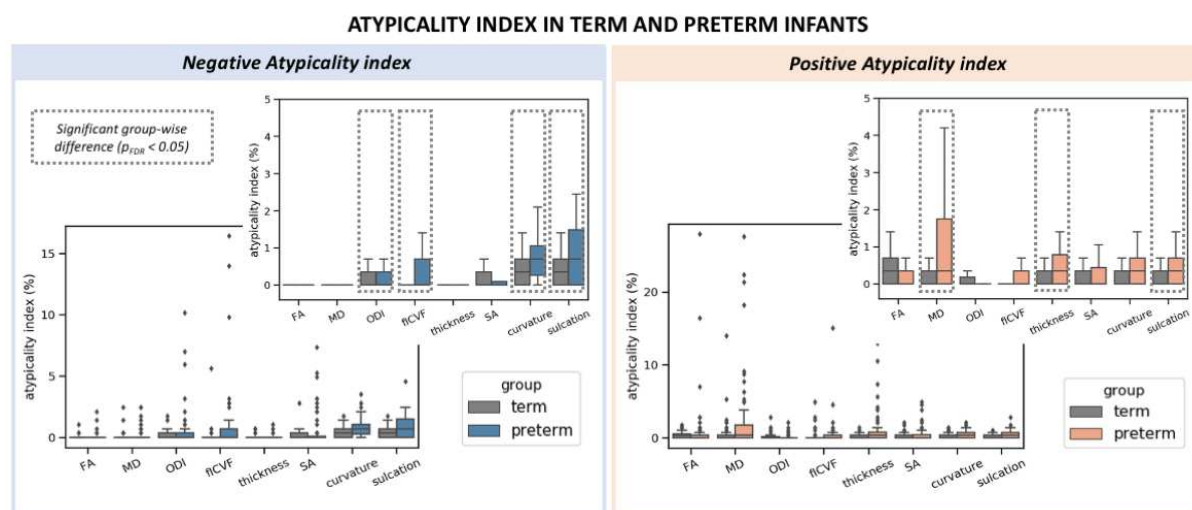 ATYPICALITY INDEX IN TERM AND PRETERM INFANTS
Negative Atypicality index
Significant group-wise
difference (pFDR < 0.05)
5
4
3
2
1
0
atypicality index (%)
FA
MD
ODI
fICVF
thickness
SA
curvature
sulcation
15
10
5
0
atypicality index (%)
FA
MD
ODI
fICVF
thickness
SA
curvature
sulcation
group
term
preterm
Positive Atypicality index
5
4
3
2
1
0
atypicality index (%)
FA
MD
ODI
fICVF
thickness
SA
curvature
sulcation
20
10
0
atypicality index (%)
FA
MD
ODI
fICVF
thickness
SA
curvature
sulcation
group
term
preterm